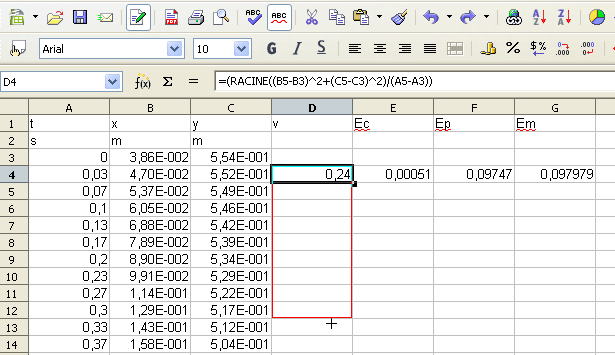 ABC ABC
Arial 10 G I S % $% .000 0.00
D4 f(x) Σ = =(RACINE((B5-B3)^2+(C5-C3)^2)/(A5-A3))
A B C D E F G
1 t x y v Ec Ep Em
2 s m m
3 0 3,86E-002 5,54E-001
4 0,03 4,70E-002 5,52E-001 0,24 0,00051 0,09747 0,097979
5 0,07 5,37E-002 5,49E-001
6 0,1 6,05E-002 5,46E-001
7 0,13 6,88E-002 5,42E-001
8 0,17 7,89E-002 5,39E-001
9 0,2 8,90E-002 5,34E-001
10 0,23 9,91E-002 5,29E-001
11 0,27 1,14E-001 5,22E-001
12 0,3 1,29E-001 5,17E-001
13 0,33 1,43E-001 5,12E-001
14 0,37 1,58E-001 5,04E-001